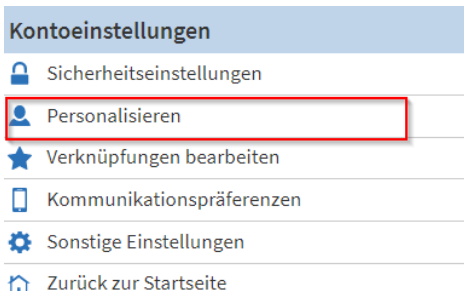 Kontoeinstellungen
Sicherheitseinstellungen
Personalisieren
Verknüpfungen bearbeiten
Kommunikationspräferenzen
Sonstige Einstellungen
Zurück zur Startseite